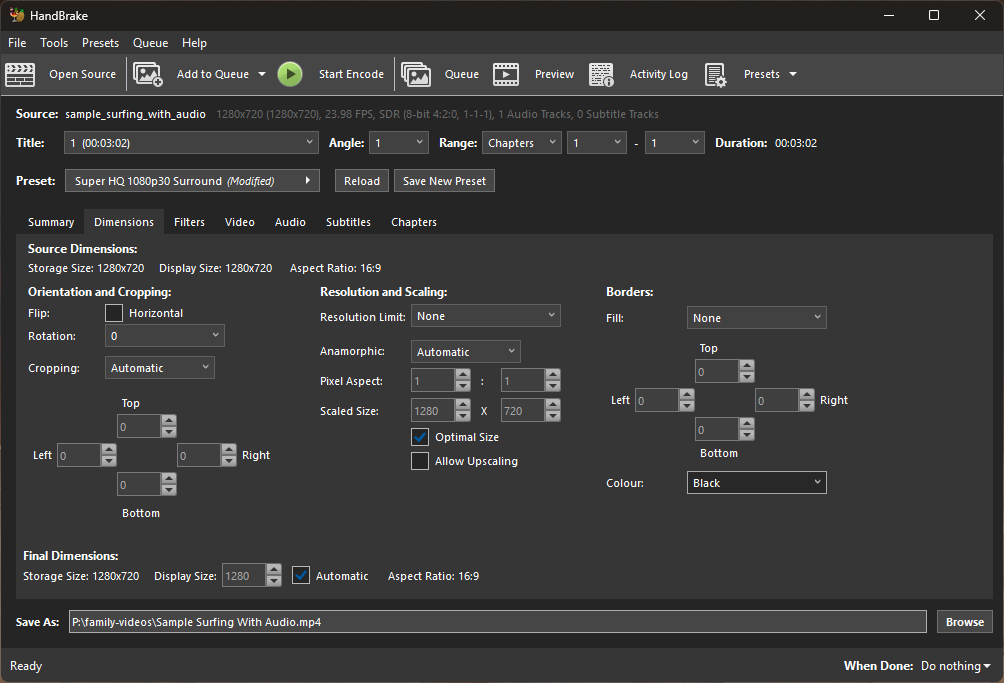 HandBrake
File Tools Presets Queue Help
Open Source Add to Queue Start Encode Queue Preview Activity Log Presets
Source: sample_surfing_with_audio 1280x720 (1280x720), 23.98 FPS, SDR (8-bit 4:2:0, 1-1-1), 1 Audio Tracks, 0 Subtitle Tracks
Title: 1 (00:03:02) Angle: 1 Range: Chapters 1 - 1 Duration: 00:03:02
Preset: Super HQ 1080p30 Surround (Modified) Reload Save New Preset
Summary Dimensions Filters Video Audio Subtitles Chapters
Source Dimensions:
Storage Size: 1280x720 Display Size: 1280x720 Aspect Ratio: 16:9
Orientation and Cropping:
Flip: Horizontal
Rotation: 0
Cropping: Automatic
Top
0
Left 0 0 Right
0
Bottom
Resolution and Scaling:
Resolution Limit: None
Anamorphic: Automatic
Pixel Aspect: 1 : 1
Scaled Size: 1280 X 720
Optimal Size
Allow Upscaling
Borders:
Fill: None
Top
0
Left 0 0 Right
0
Bottom
Colour: Black
Final Dimensions:
Storage Size: 1280x720 Display Size: 1280 Automatic Aspect Ratio: 16:9
Save As: P:\family-videos\Sample Surfing With Audio.mp4 Browse
Ready When Done: Do nothing